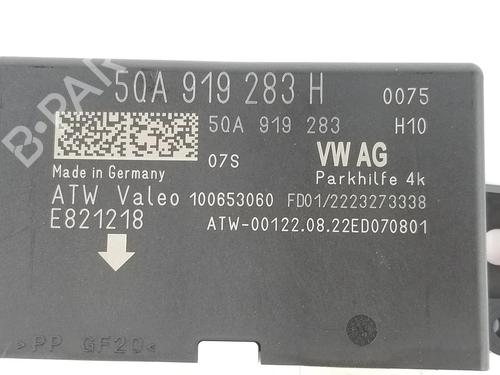 5QA 919 283 H 0075
5QA 919 283 H10
07S VW AG
Made in Germany Parkhilfe 4k
ATW Valeo 100653060 FD01/2223273338
E821218 ATW-00122.08.22ED070801
>PP GF20<
B-PAR